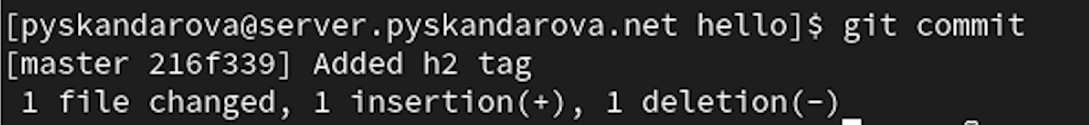 [pyskandarova@server.pyskandarova.net hello]$ git commit
[master 216f339] Added h2 tag
 1 file changed, 1 insertion(+), 1 deletion(-)